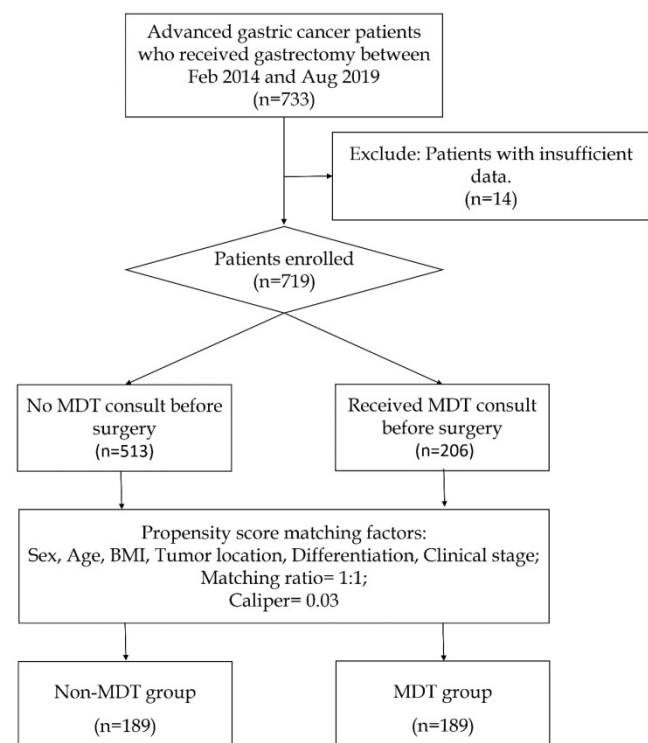 Advanced gastric cancer patients
who received gastrectomy between
Feb 2014 and Aug 2019
(n=733)
Exclude: Patients with insufficient
data.
(n=14)
Patients enrolled
(n=719)
No MDT consult before
surgery
(n=513)
Received MDT consult
before surgery
(n=206)
Propensity score matching factors:
Sex, Age, BMI, Tumor location, Differentiation, Clinical stage;
Matching ratio= 1:1;
Caliper= 0.03
Non-MDT group
(n=189)
MDT group
(n=189)